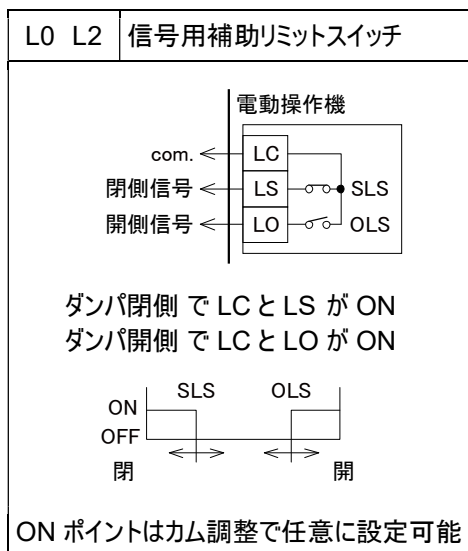 L0 L2 信号用補助リミットスイッチ
電動操作機
com. LC
閉側信号 LS SLS
開側信号 LO OLS
ダンパ閉側 で LC と LS が ON
ダンパ開側 で LC と LO が ON
SLS OLS
ON
OFF
閉 開
ON ポイントはカム調整で任意に設定可能